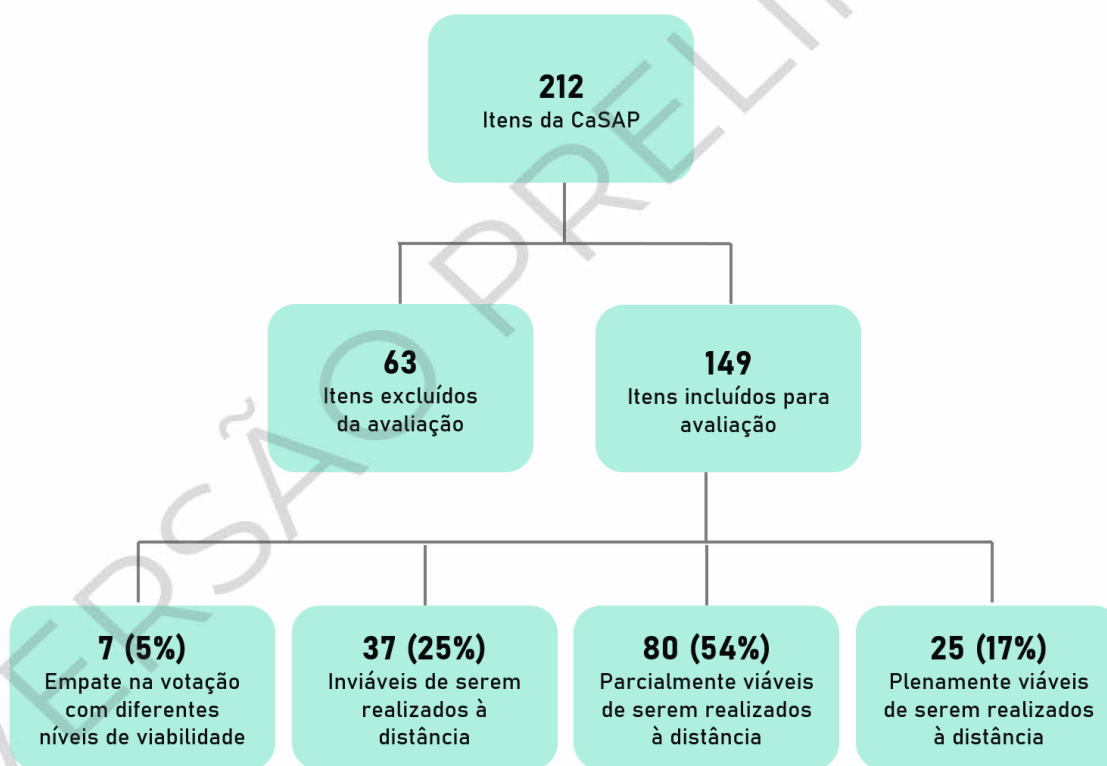 212
Itens da CaSAP
63
Itens excluídos
da avaliação
149
Itens incluídos para
avaliação
7 (5%)
Empate na votação
com diferentes
níveis de viabilidade
37 (25%)
Inviáveis de serem
realizados à
distância
80 (54%)
Parcialmente viáveis
de serem realizados
à distância
25 (17%)
Plenamente viáveis
de serem realizados
à distância